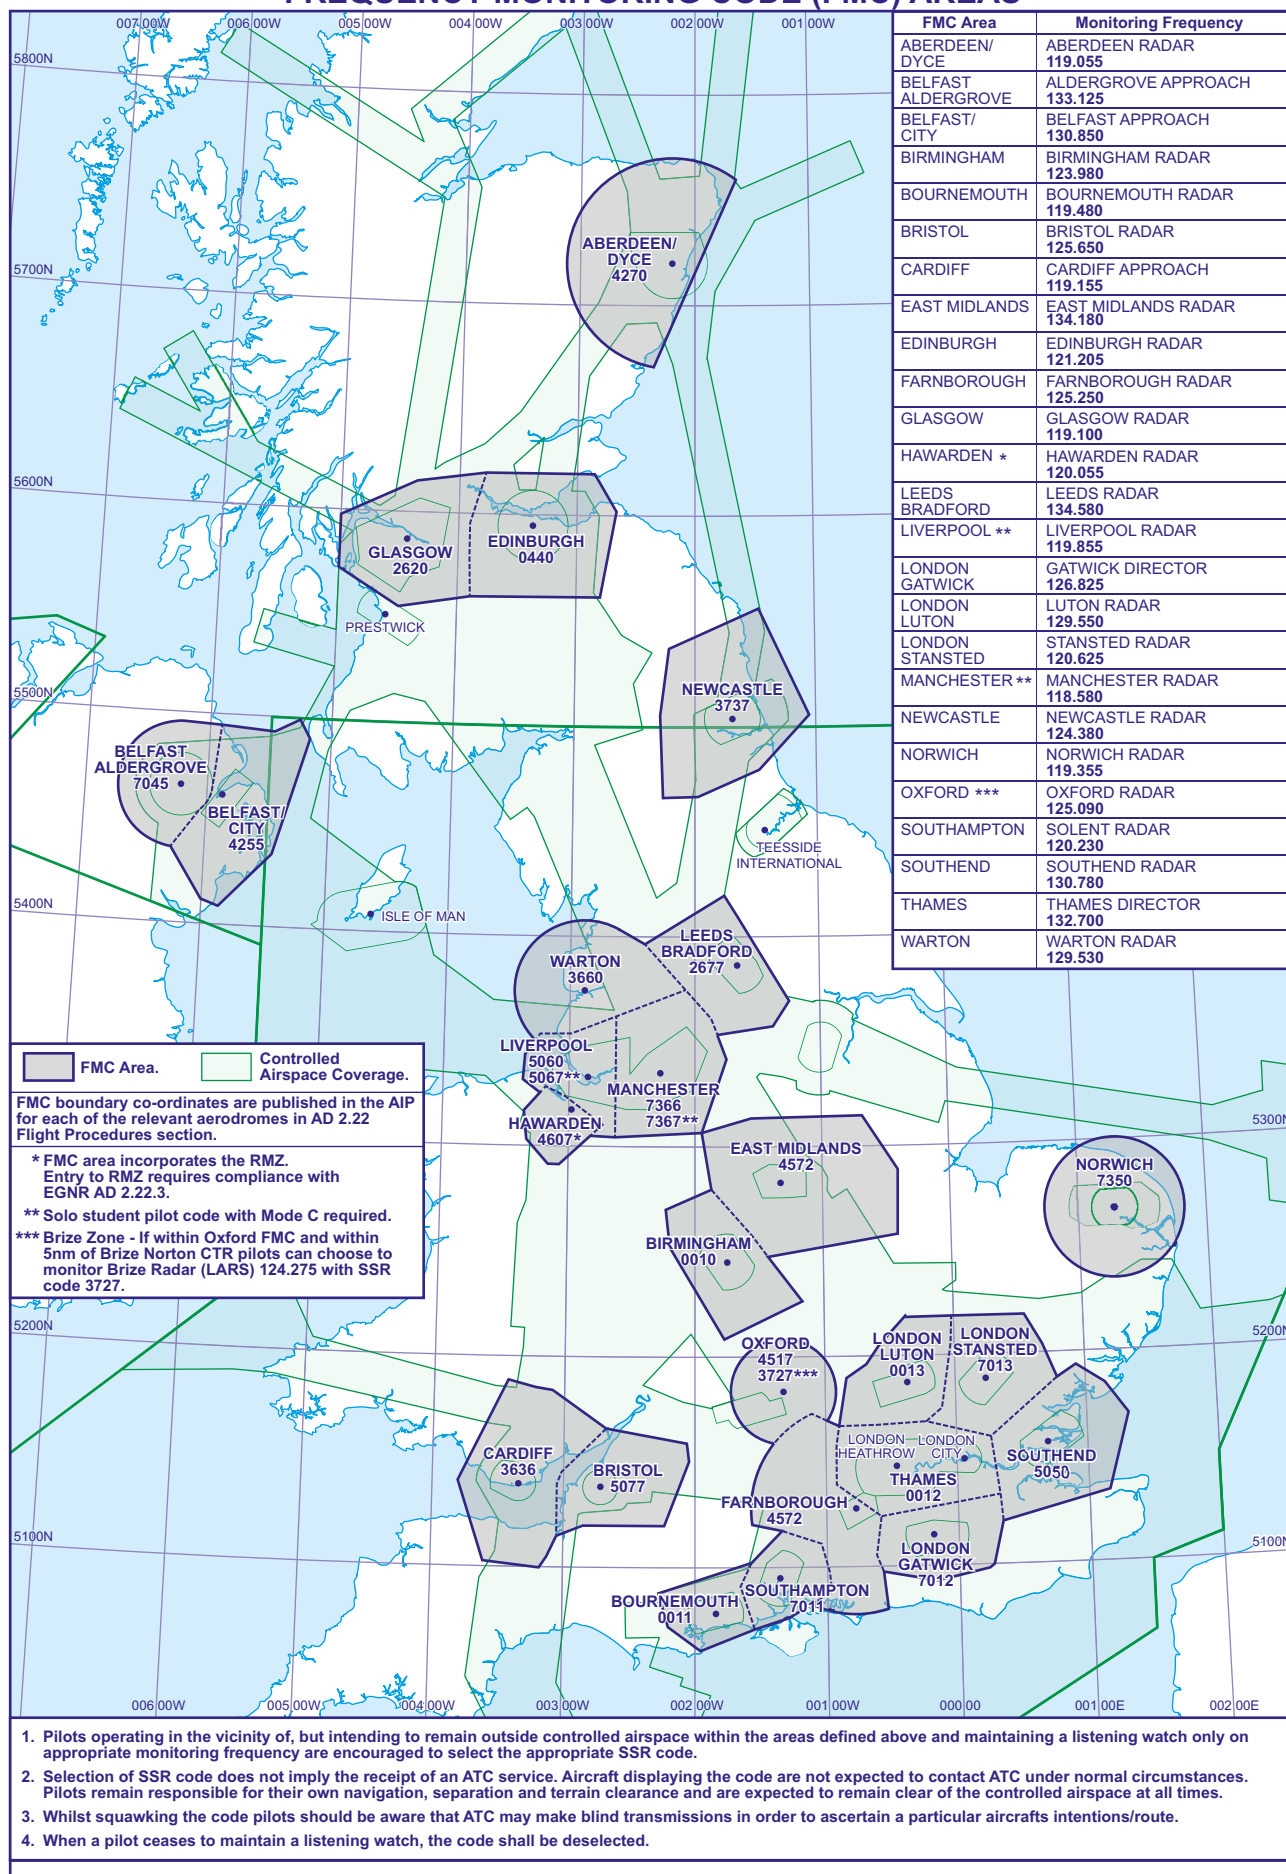 FREQUENCY MONITORING CODE (FMC) AREAS
007 00W
006 00W
005 00W
004 00W
003 00W
002 00W
001 00W
5800N
5700N
5600N
5500N
5400N
5300N
5200N
5200N
5100N
5100N
ABERDEEN/
DYCE
4270
GLASGOW
2620
EDINBURGH
0440
PRESTWICK
NEWCASTLE
3737
BELFAST
ALDERGROVE
7045
BELFAST/
CITY
4255
TEESSIDE
INTERNATIONAL
ISLE OF MAN
WARTON
3660
LEEDS
BRADFORD
2677
LIVERPOOL
5060
5067**
MANCHESTER
7366
7367**
HAWARDEN
4607*
EAST MIDLANDS
4572
NORWICH
7350
BIRMINGHAM
0010
OXFORD
4517
3727***
LONDON
LUTON
0013
LONDON
STANSTED
7013
CARDIFF
3636
BRISTOL
5077
LONDON
HEATHROW
LONDON
CITY
THAMES
0012
SOUTHEND
5050
FARNBOROUGH
4572
LONDON
GATWICK
7012
BOURNEMOUTH
0011
SOUTHAMPTON
7011
006 00W
005 00W
004 00W
003 00W
002 00W
001 00W
000 00
001 00E
002 00E
FMC Area Monitoring Frequency
ABERDEEN/ ABERDEEN RADAR
DYCE 119.055
BELFAST ALDERGROVE APPROACH
ALDERGROVE 133.125
BELFAST/ BELFAST APPROACH
CITY 130.850
BIRMINGHAM BIRMINGHAM RADAR
123.980
BOURNEMOUTH BOURNEMOUTH RADAR
119.480
BRISTOL BRISTOL RADAR
125.650
CARDIFF CARDIFF APPROACH
119.155
EAST MIDLANDS EAST MIDLANDS RADAR
134.180
EDINBURGH EDINBURGH RADAR
121.205
FARNBOROUGH FARNBOROUGH RADAR
125.250
GLASGOW GLASGOW RADAR
119.100
HAWARDEN * HAWARDEN RADAR
120.055
LEEDS LEEDS RADAR
BRADFORD 134.580
LIVERPOOL ** LIVERPOOL RADAR
119.855
LONDON GATWICK DIRECTOR
GATWICK 126.825
LONDON LUTON RADAR
LUTON 129.550
LONDON STANSTED RADAR
STANSTED 120.625
MANCHESTER ** MANCHESTER RADAR
118.580
NEWCASTLE NEWCASTLE RADAR
124.380
NORWICH NORWICH RADAR
119.355
OXFORD *** OXFORD RADAR
125.090
SOUTHAMPTON SOLENT RADAR
120.230
SOUTHEND SOUTHEND RADAR
130.780
THAMES THAMES DIRECTOR
132.700
WARTON WARTON RADAR
129.530
FMC Area.
Controlled
Airspace Coverage.
FMC boundary co-ordinates are published in the AIP
for each of the relevant aerodromes in AD 2.22
Flight Procedures section.
* FMC area incorporates the RMZ.
Entry to RMZ requires compliance with
EGNR AD 2.22.3.
** Solo student pilot code with Mode C required.
*** Brize Zone - If within Oxford FMC and within
5nm of Brize Norton CTR pilots can choose to
monitor Brize Radar (LARS) 124.275 with SSR
code 3727.
1. Pilots operating in the vicinity of, but intending to remain outside controlled airspace within the areas defined above and maintaining a listening watch only on
appropriate monitoring frequency are encouraged to select the appropriate SSR code.
2. Selection of SSR code does not imply the receipt of an ATC service. Aircraft displaying the code are not expected to contact ATC under normal circumstances.
Pilots remain responsible for their own navigation, separation and terrain clearance and are expected to remain clear of the controlled airspace at all times.
3. Whilst squawking the code pilots should be aware that ATC may make blind transmissions in order to ascertain a particular aircrafts intentions/route.
4. When a pilot ceases to maintain a listening watch, the code shall be deselected.